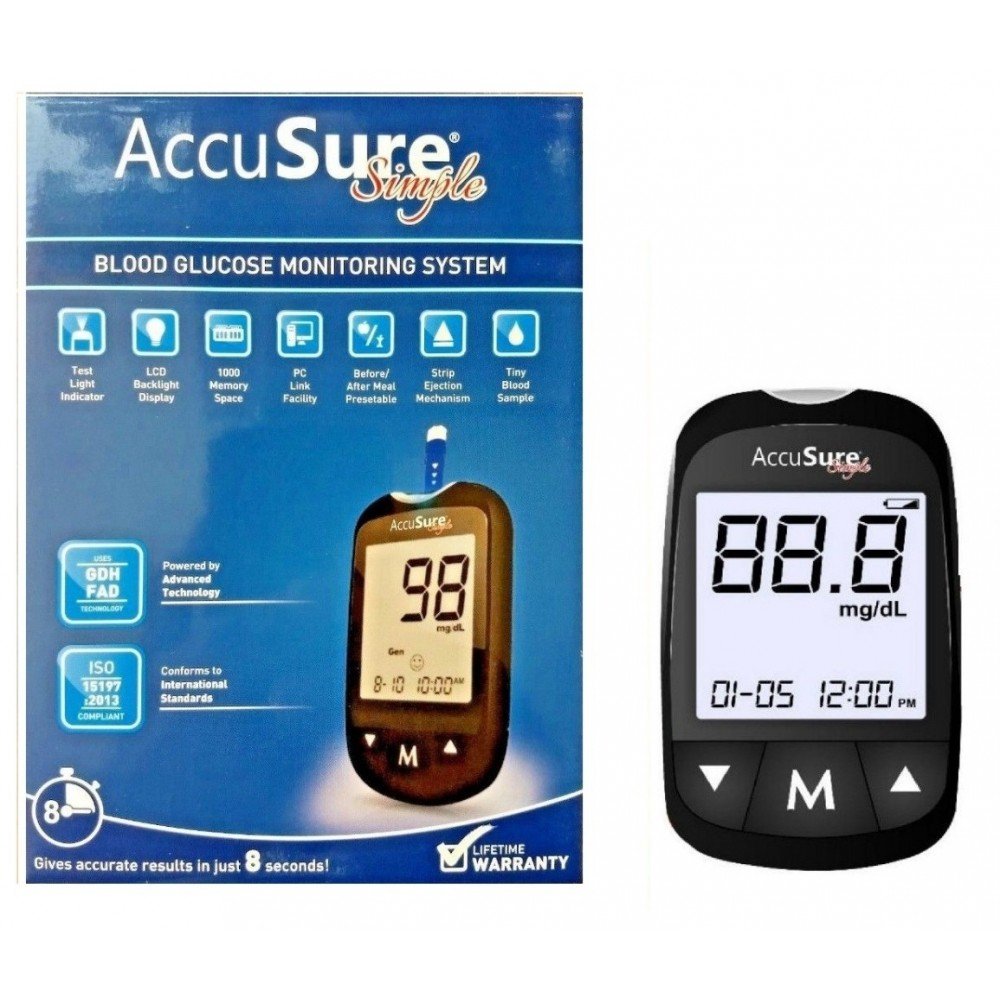 AccuSure®
Simple
BLOOD GLUCOSE MONITORING SYSTEM
Test
Light
Indicator
LCD
Backlight
Display
1000
Memory
Space
PC
Link
Facility
Before/
After Meal
Presetable
Strip
Ejection
Mechanism
Tiny
Blood
Sample
USES
GDH
FAD
TECHNOLOGY
Powered by
Advanced
Technology
ISO
15197
:2013
COMPLIANT
Conforms to
International
Standards
AccuSure
Simple
98
mg/dL
Gen
8-10 10:00 AM
M
8
Gives accurate results in just 8 seconds!
LIFETIME
WARRANTY
AccuSure
Simple
88.8
mg/dL
01-05 12:00 PM
M